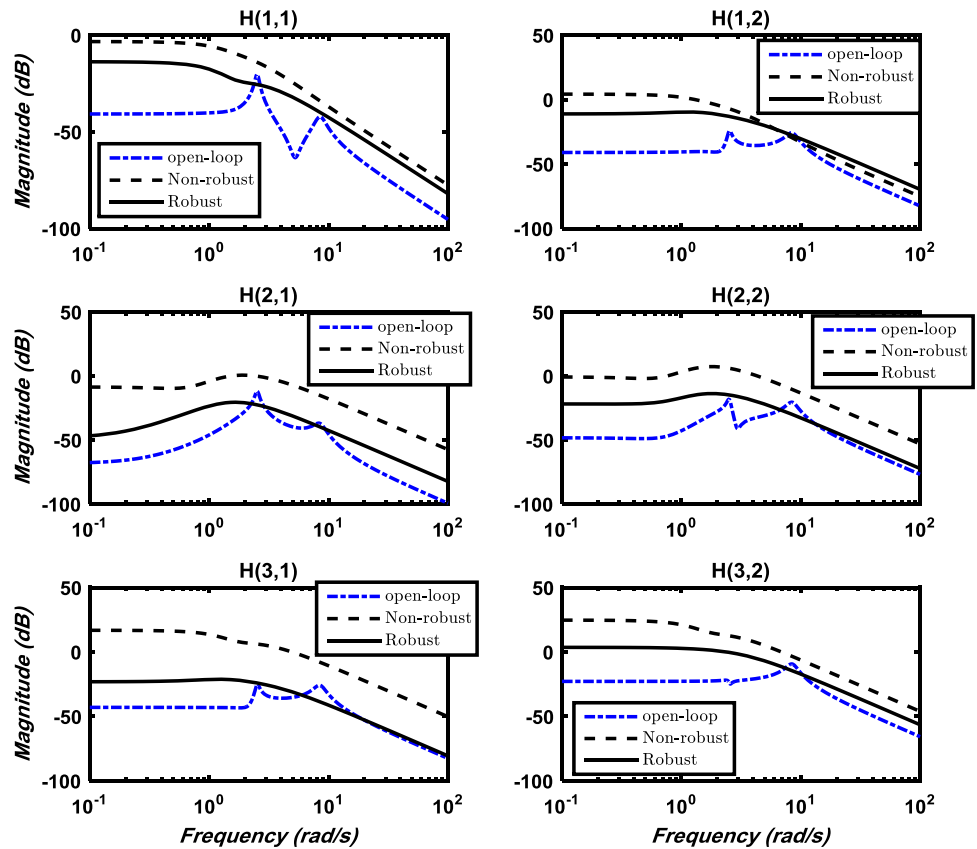 H(1,1)
Magnitude (dB)
0
-50
-100
open-loop
Non-robust
Robust
10^-1
10^0
10^1
10^2
H(1,2)
50
0
-50
-100
open-loop
Non-robust
Robust
10^-1
10^0
10^1
10^2
H(2,1)
Magnitude (dB)
50
0
-50
-100
open-loop
Non-robust
Robust
10^-1
10^0
10^1
10^2
H(2,2)
50
0
-50
-100
open-loop
Non-robust
Robust
10^-1
10^0
10^1
10^2
H(3,1)
Magnitude (dB)
50
0
-50
-100
open-loop
Non-robust
Robust
10^-1
10^0
10^1
10^2
Frequency (rad/s)
H(3,2)
50
0
-50
-100
open-loop
Non-robust
Robust
10^-1
10^0
10^1
10^2
Frequency (rad/s)